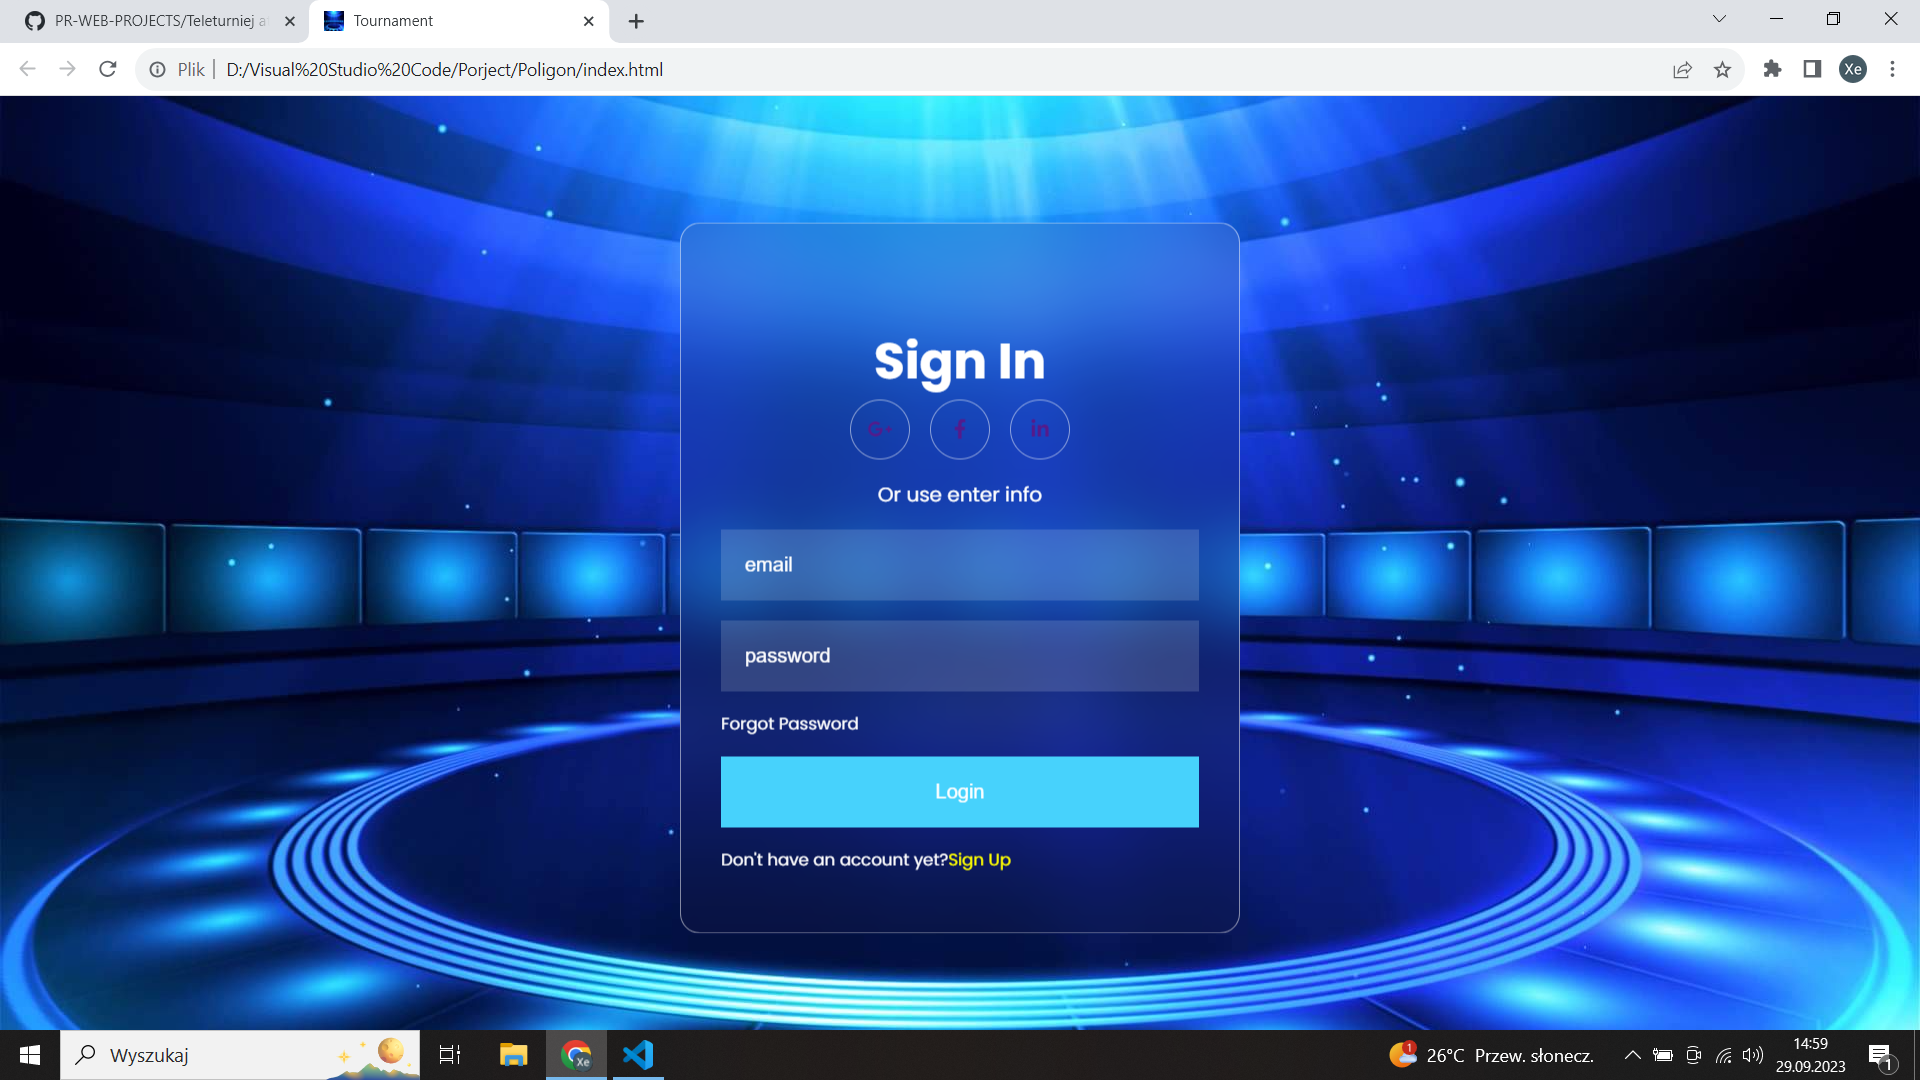 PR-WEB-PROJECTS/Teleturniej a
Tournament
Plik
D:/Visual%20Studio%20Code/Porject/Poligon/index.html
Xe
Sign In
G+ f in
Or use enter info
email
password
Forgot Password
Login
Don't have an account yet?Sign Up
Wyszukaj
Xe
1
26°C Przew. słonecz.
14:59
29.09.2023
1